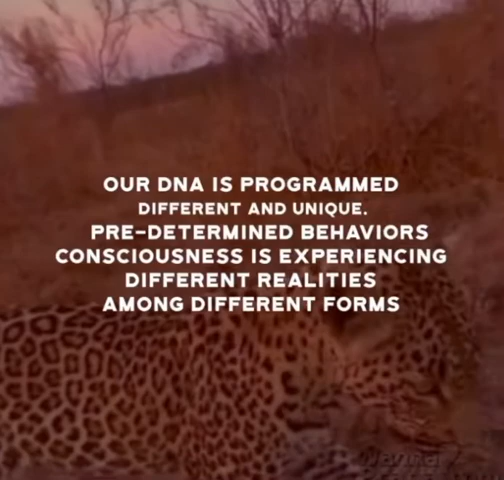 OUR DNA IS PROGRAMMED
DIFFERENT AND UNIQUE.
PRE-DETERMINED BEHAVIORS
CONSCIOUSNESS IS EXPERIENCING
DIFFERENT REALITIES
AMONG DIFFERENT FORMS